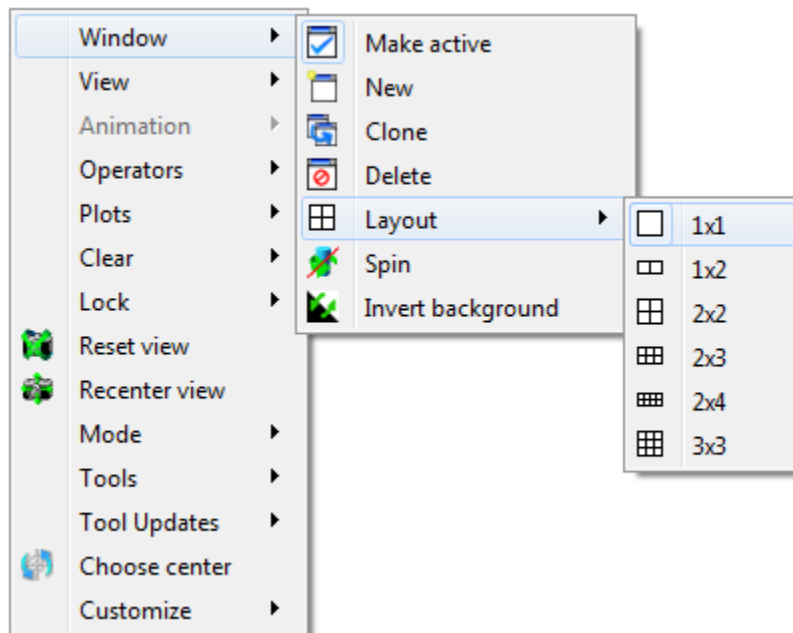 Window
View
Animation
Operators
Plots
Clear
Lock
Reset view
Recenter view
Mode
Tools
Tool Updates
Choose center
Customize
Make active
New
Clone
Delete
Layout
Spin
Invert background
1x1
1x2
2x2
2x3
2x4
3x3